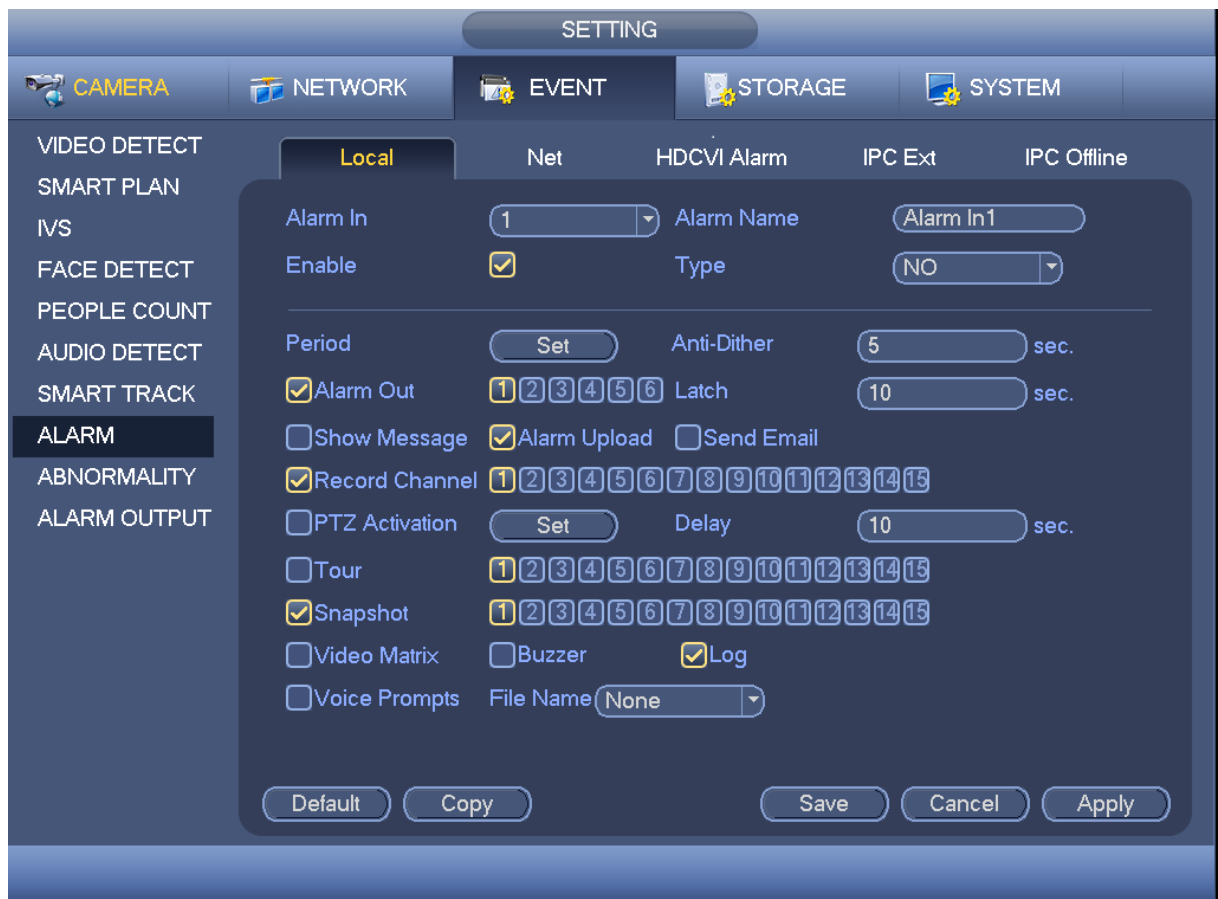 SETTING
CAMERA NETWORK EVENT STORAGE SYSTEM
VIDEO DETECT
SMART PLAN
IVS
FACE DETECT
PEOPLE COUNT
AUDIO DETECT
SMART TRACK
ALARM
ABNORMALITY
ALARM OUTPUT
Local Net HDCVI Alarm IPC Ext IPC Offline
Alarm In 1 Alarm Name Alarm In1
Enable Type NO
Period Set Anti-Dither 5 sec.
Alarm Out 1 2 3 4 5 6 Latch 10 sec.
Show Message Alarm Upload Send Email
Record Channel 1 2 3 4 5 6 7 8 9 10 11 12 13 14 15
PTZ Activation Set Delay 10 sec.
Tour 1 2 3 4 5 6 7 8 9 10 11 12 13 14 15
Snapshot 1 2 3 4 5 6 7 8 9 10 11 12 13 14 15
Video Matrix Buzzer Log
Voice Prompts File Name None
Default Copy Save Cancel Apply